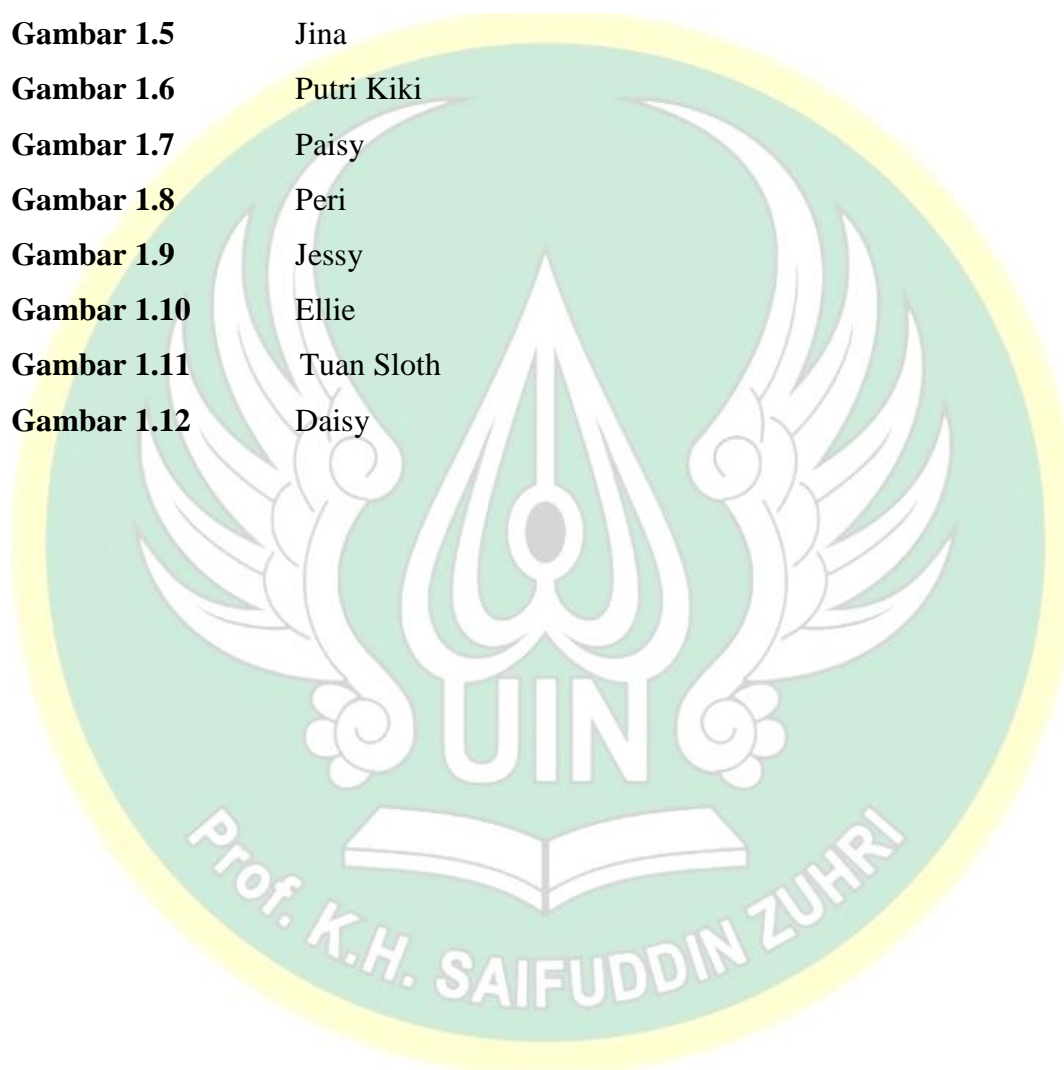 Gambar 1.5 Jina
Gambar 1.6 Putri Kiki
Gambar 1.7 Paisy
Gambar 1.8 Peri
Gambar 1.9 Jessy
Gambar 1.10 Ellie
Gambar 1.11 Tuan Sloth
Gambar 1.12 Daisy
UIN
Prof. K.H. SAIFUDDIN ZUHRI